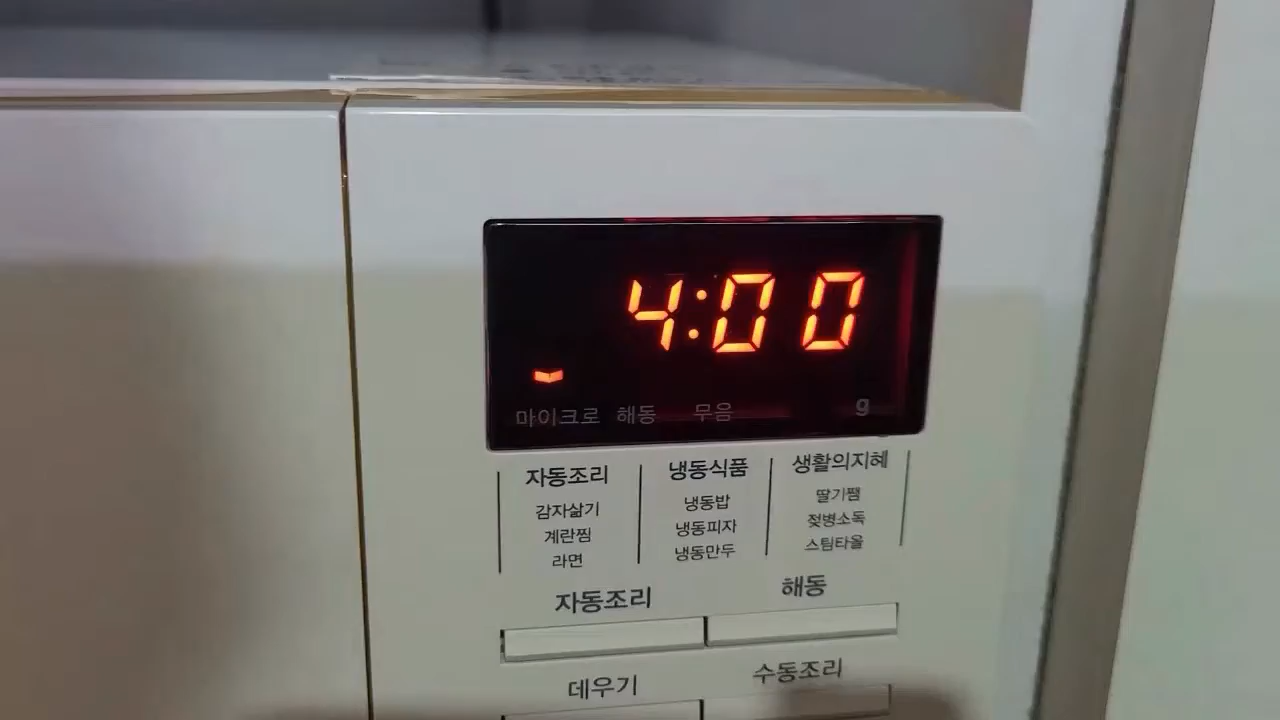 4:00
마이크로 해동 무음 g
자동조리 냉동식품 생활의지혜
감자삶기 냉동밥 딸기쨈
계란찜 냉동피자 젖병소독
라면 냉동만두 스팀타올
자동조리 해동
데우기 수동조리